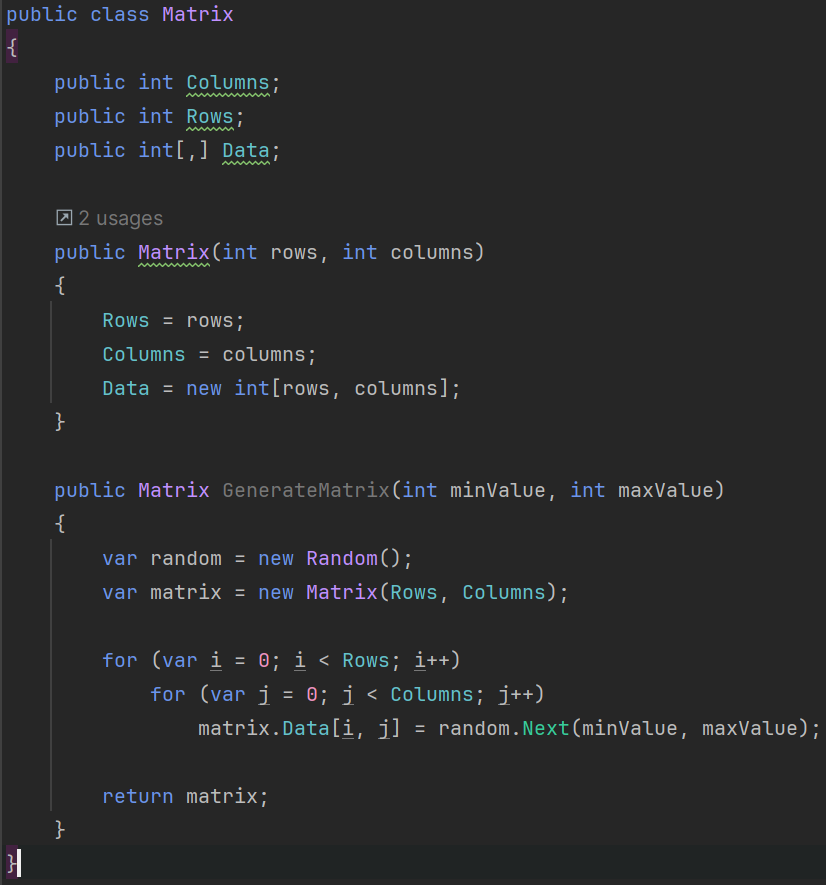 public class Matrix
{
    public int Columns;
    public int Rows;
    public int[,] Data;
    2 usages
    public Matrix(int rows, int columns)
    {
        Rows = rows;
        Columns = columns;
        Data = new int[rows, columns];
    }
    public Matrix GenerateMatrix(int minValue, int maxValue)
    {
        var random = new Random();
        var matrix = new Matrix(Rows, Columns);
        for (var i = 0; i < Rows; i++)
            for (var j = 0; j < Columns; j++)
                matrix.Data[i, j] = random.Next(minValue, maxValue);
        return matrix;
    }
}